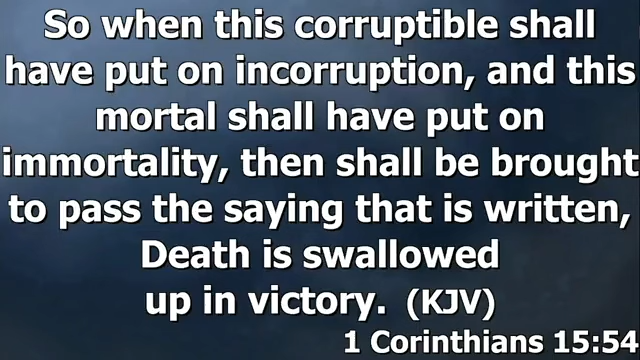 So when this corruptible shall
have put on incorruption, and this
mortal shall have put on
immortality, then shall be brought
to pass the saying that is written,
Death is swallowed
up in victory. (KJV)
1 Corinthians 15:54